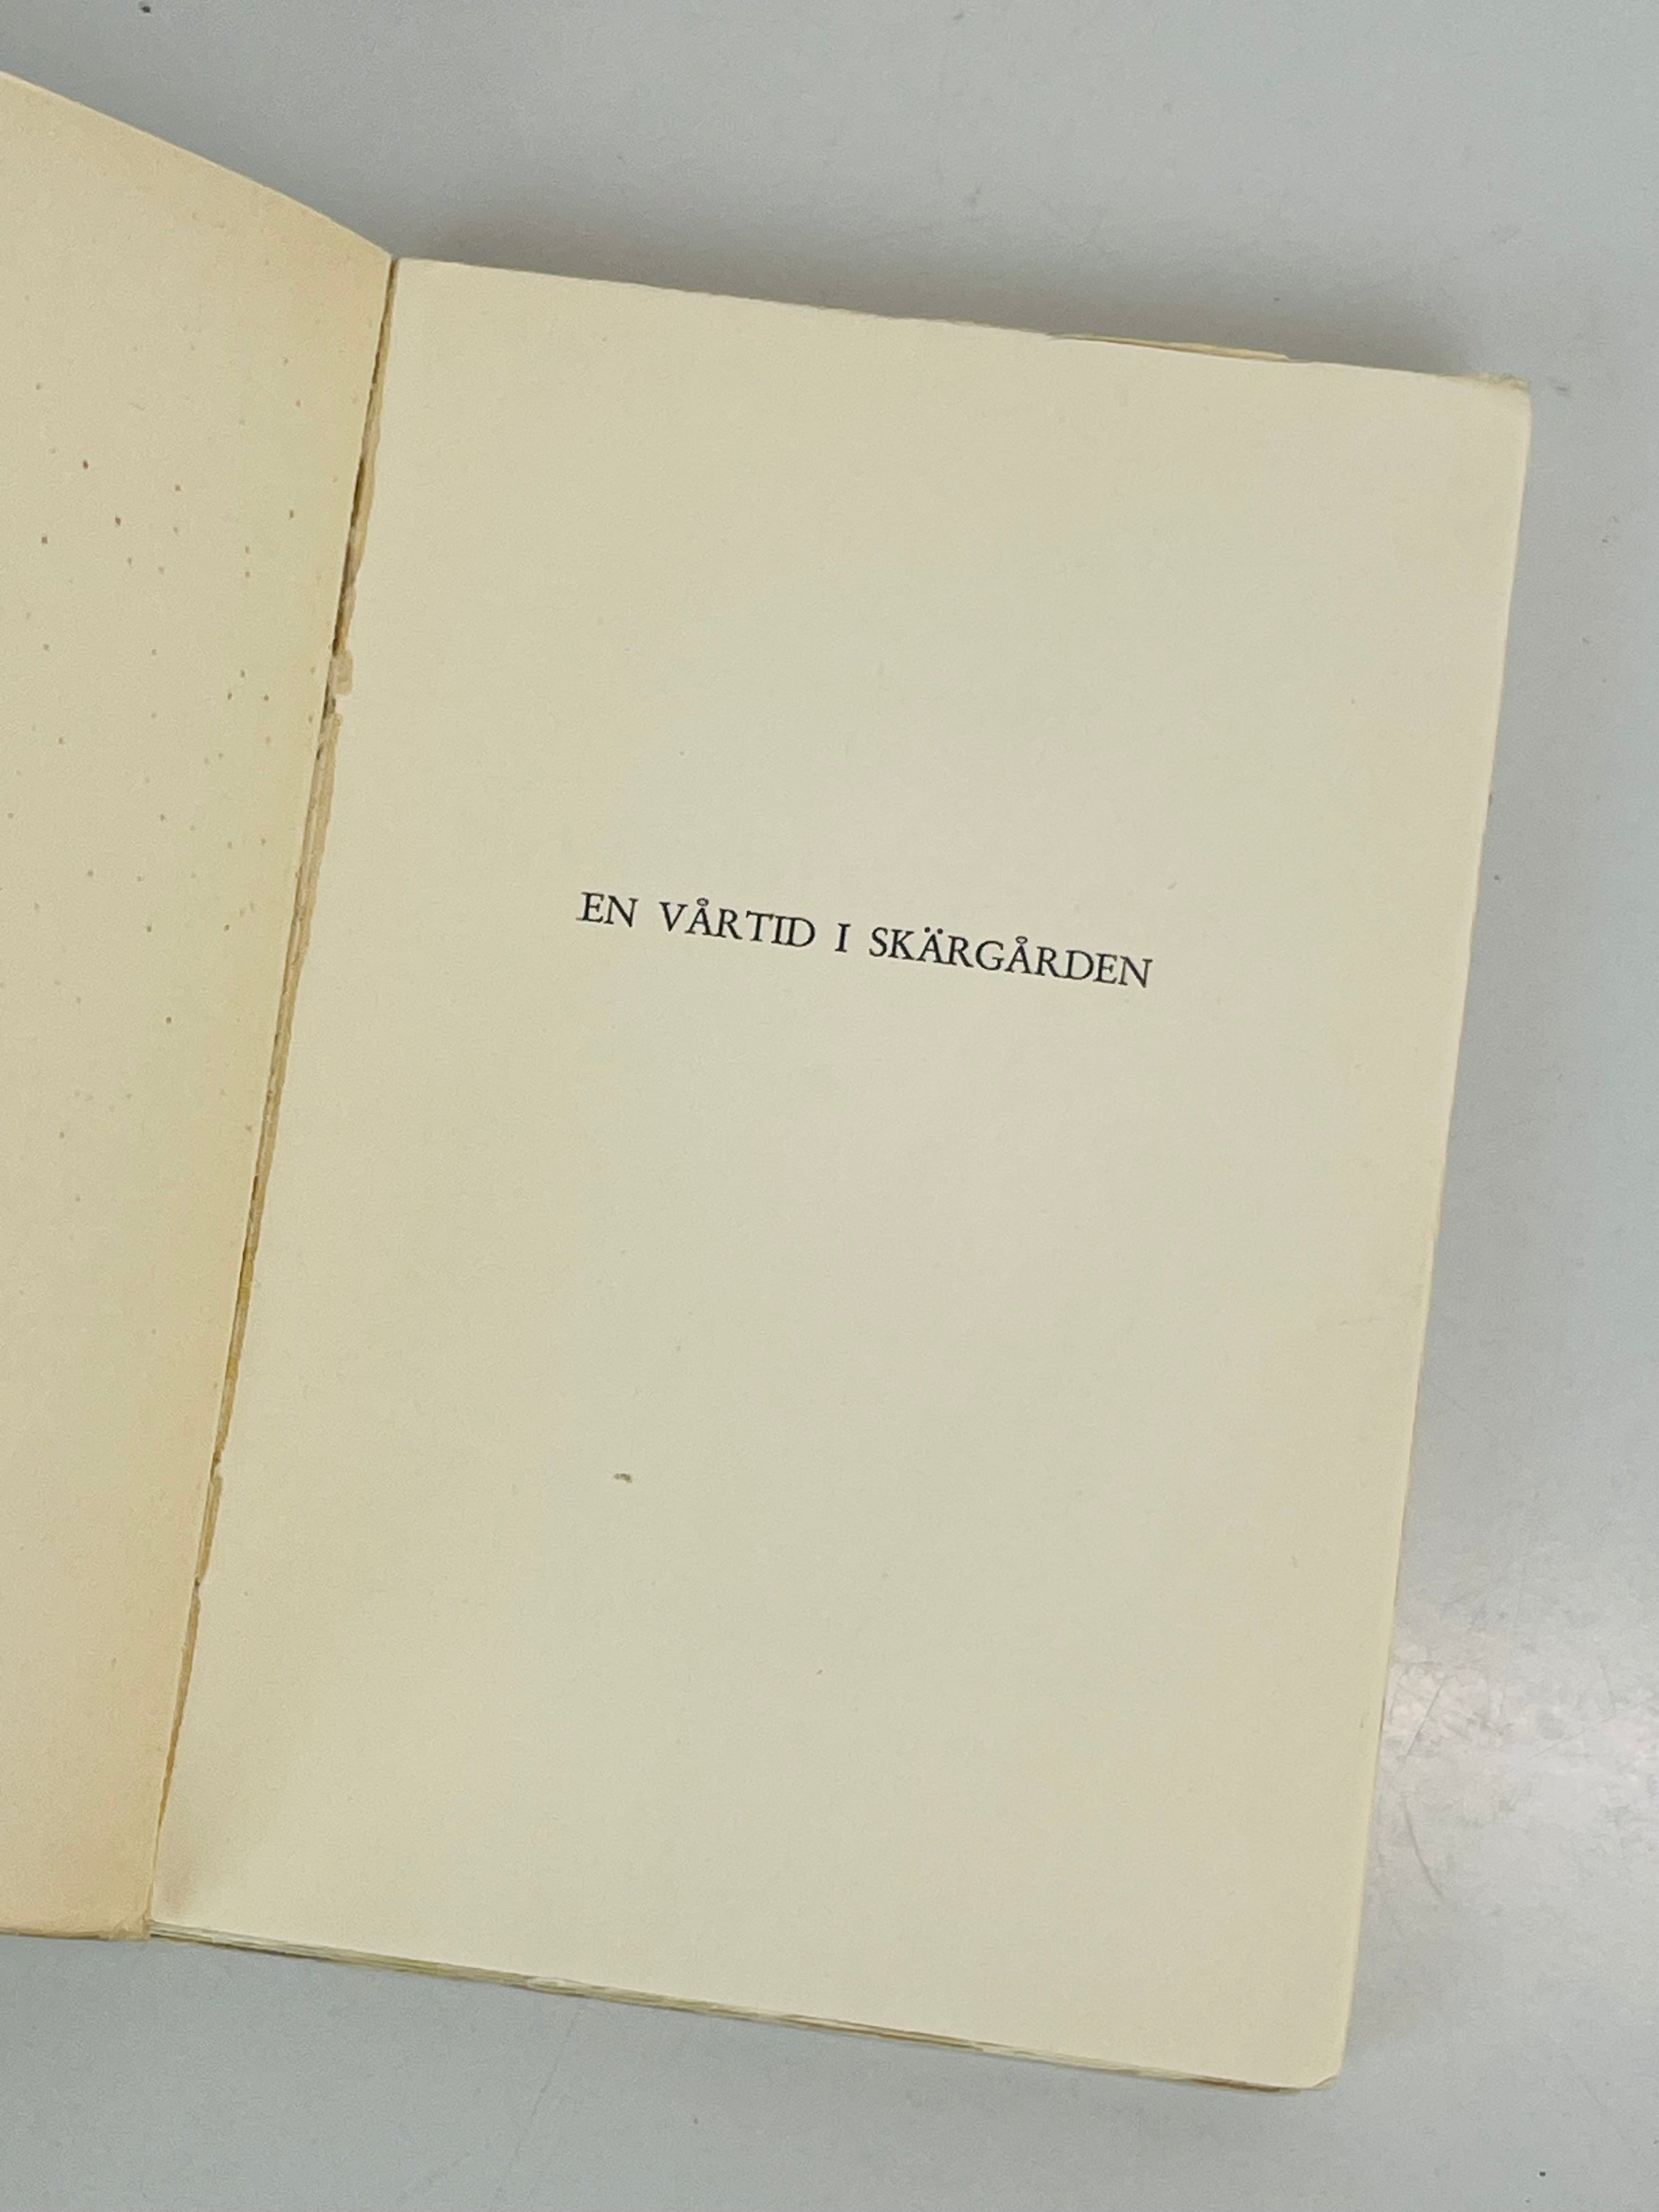 EN VÅRTID I SKÄRGÅRDEN